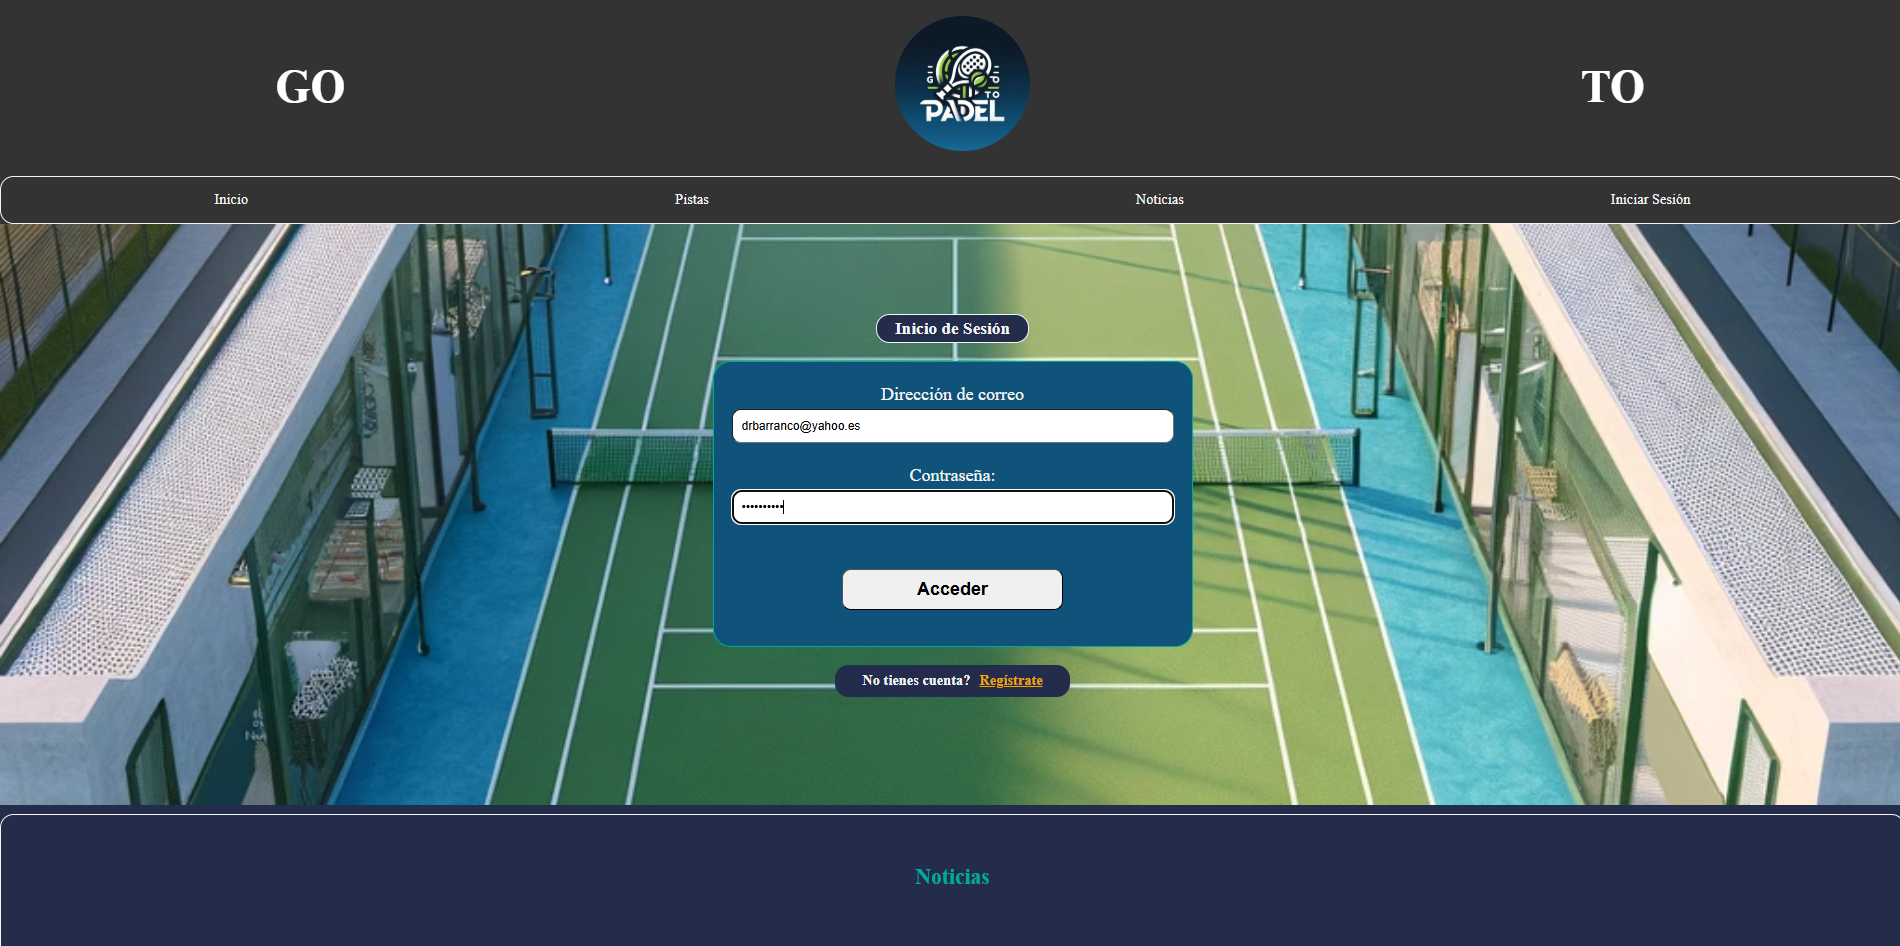 GO
GO TO
PADEL
TO
Inicio Pistas Noticias Iniciar Sesión
Inicio de Sesión
Dirección de correo
drbarranco@yahoo.es
Contraseña:
••••••••••
Acceder
No tienes cuenta? Regístrate
Noticias